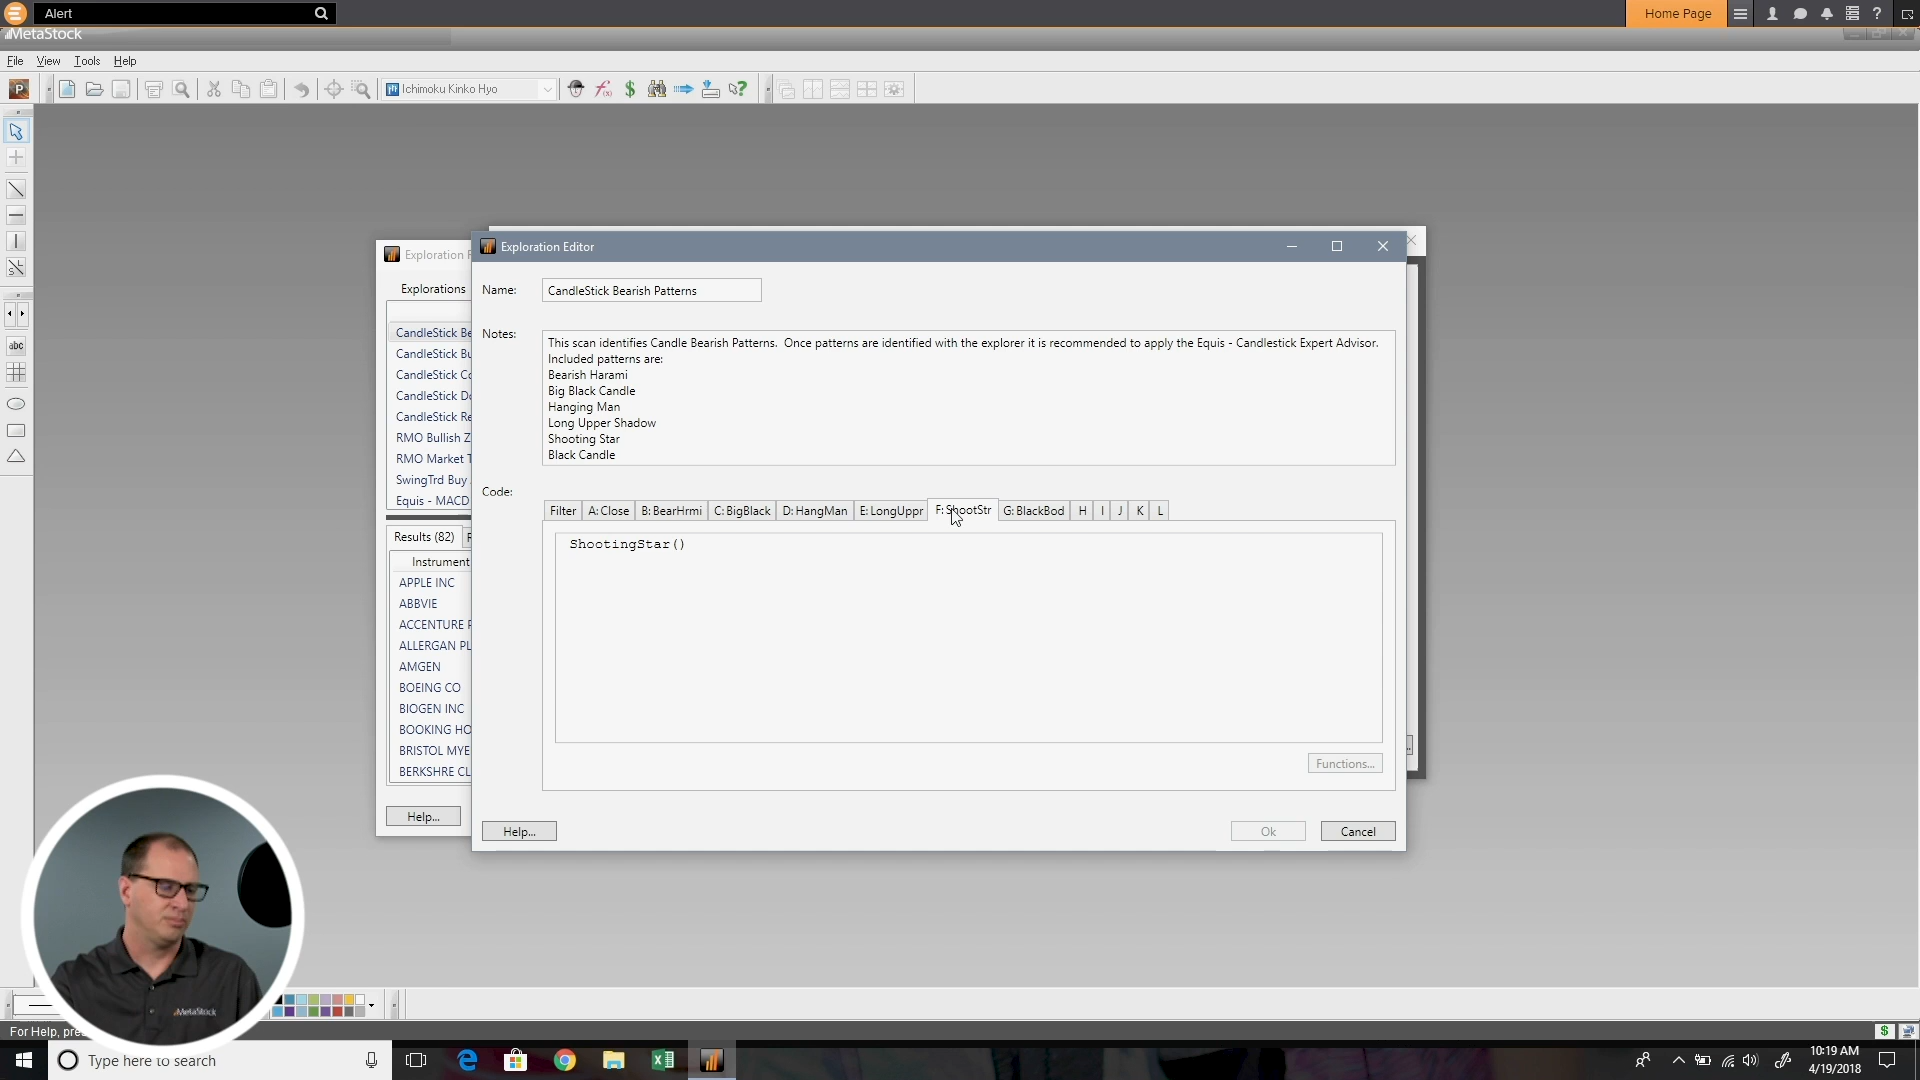 Alert
Home Page
MetaStock
File View Tools Help
P
Ichimoku Kinko Hyo
Exploration
Exploration Editor
Explorations
Name:
CandleStick Bearish Patterns
Notes:
This scan identifies Candle Bearish Patterns. Once patterns are identified with the explorer it is recommended to apply the Equis - Candlestick Expert Advisor.
Included patterns are:
Bearish Harami
Big Black Candle
Hanging Man
Long Upper Shadow
Shooting Star
Black Candle
CandleStick Be
CandleStick Bu
CandleStick Co
CandleStick Do
CandleStick Re
RMO Bullish Z
RMO Market T
SwingTrd Buy
Equis - MACD
abc
Code:
Filter A: Close B: BearHrmi C: BigBlack D: HangMan E: LongUppr F: ShootStr G: BlackBod H I J K L
ShootingStar()
Results (82)
Instrument
APPLE INC
ABBVIE
ACCENTURE P
ALLERGAN PL
AMGEN
BOEING CO
BIOGEN INC
BOOKING HO
BRISTOL MYE
BERKSHRE CL
Functions...
Help...
Help...
Ok
Cancel
MetaStock
For Help, pre
Type here to search
10:19 AM
4/19/2018